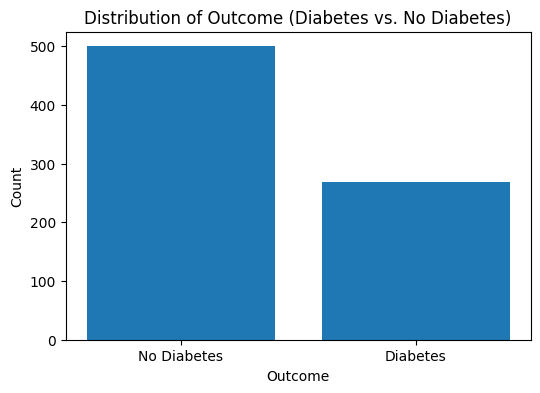 Distribution of Outcome (Diabetes vs. No Diabetes)
500
400
300
200
100
0
Count
No Diabetes
Diabetes
Outcome